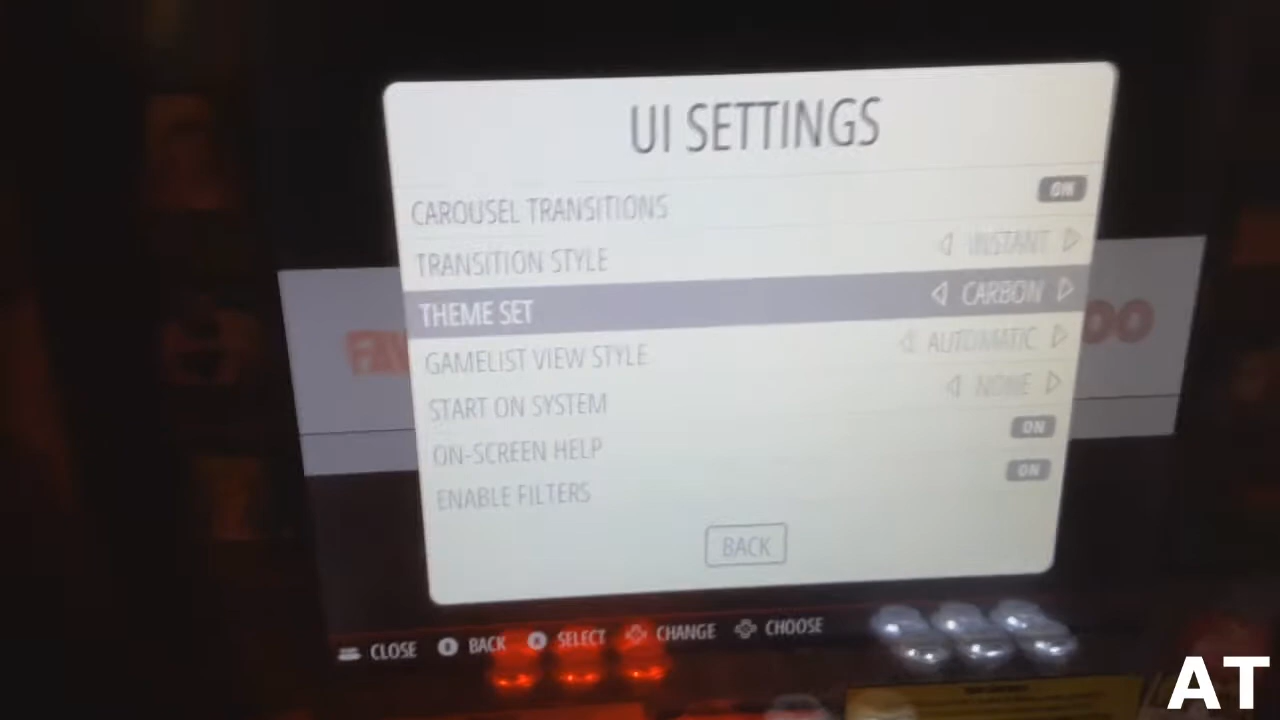 UI SETTINGS
CAROUSEL TRANSITIONS ON
TRANSITION STYLE INSTANT
THEME SET CARBON
GAMELIST VIEW STYLE AUTOMATIC
START ON SYSTEM NONE
ON-SCREEN HELP ON
ENABLE FILTERS ON
BACK
CLOSE BACK SELECT CHANGE CHOOSE
AT